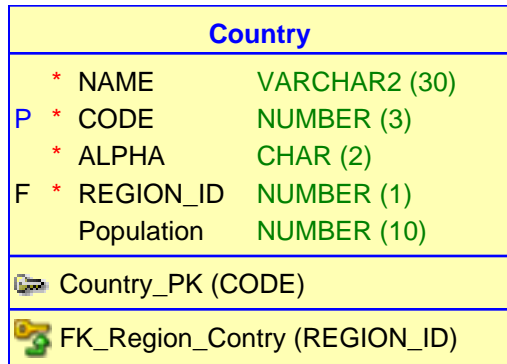 Country
* NAME VARCHAR2 (30)
P * CODE NUMBER (3)
* ALPHA CHAR (2)
F * REGION_ID NUMBER (1)
Population NUMBER (10)
Country_PK (CODE)
FK_Region_Contry (REGION_ID)